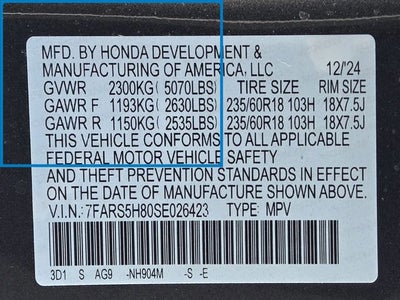 MFD. BY HONDA DEVELOPMENT &
MANUFACTURING OF AMERICA, LLC 12/'24
GVWR 2300KG(5070LBS) TIRE SIZE RIM SIZE
GAWR F 1193KG(2630LBS) 235/60R18 103H 18X7.5J
GAWR R 1150KG(2535LBS) 235/60R18 103H 18X7.5J
THIS VEHICLE CONFORMS TO ALL APPLICABLE
FEDERAL MOTOR VEHICLE SAFETY
AND THEFT PREVENTION STANDARDS IN EFFECT
ON THE DATE OF MANUFACTURE SHOWN ABOVE.
V.I.N.: 7FARS5H80SE026423 TYPE: MPV
3D1 S AG9 -NH904M -S -E